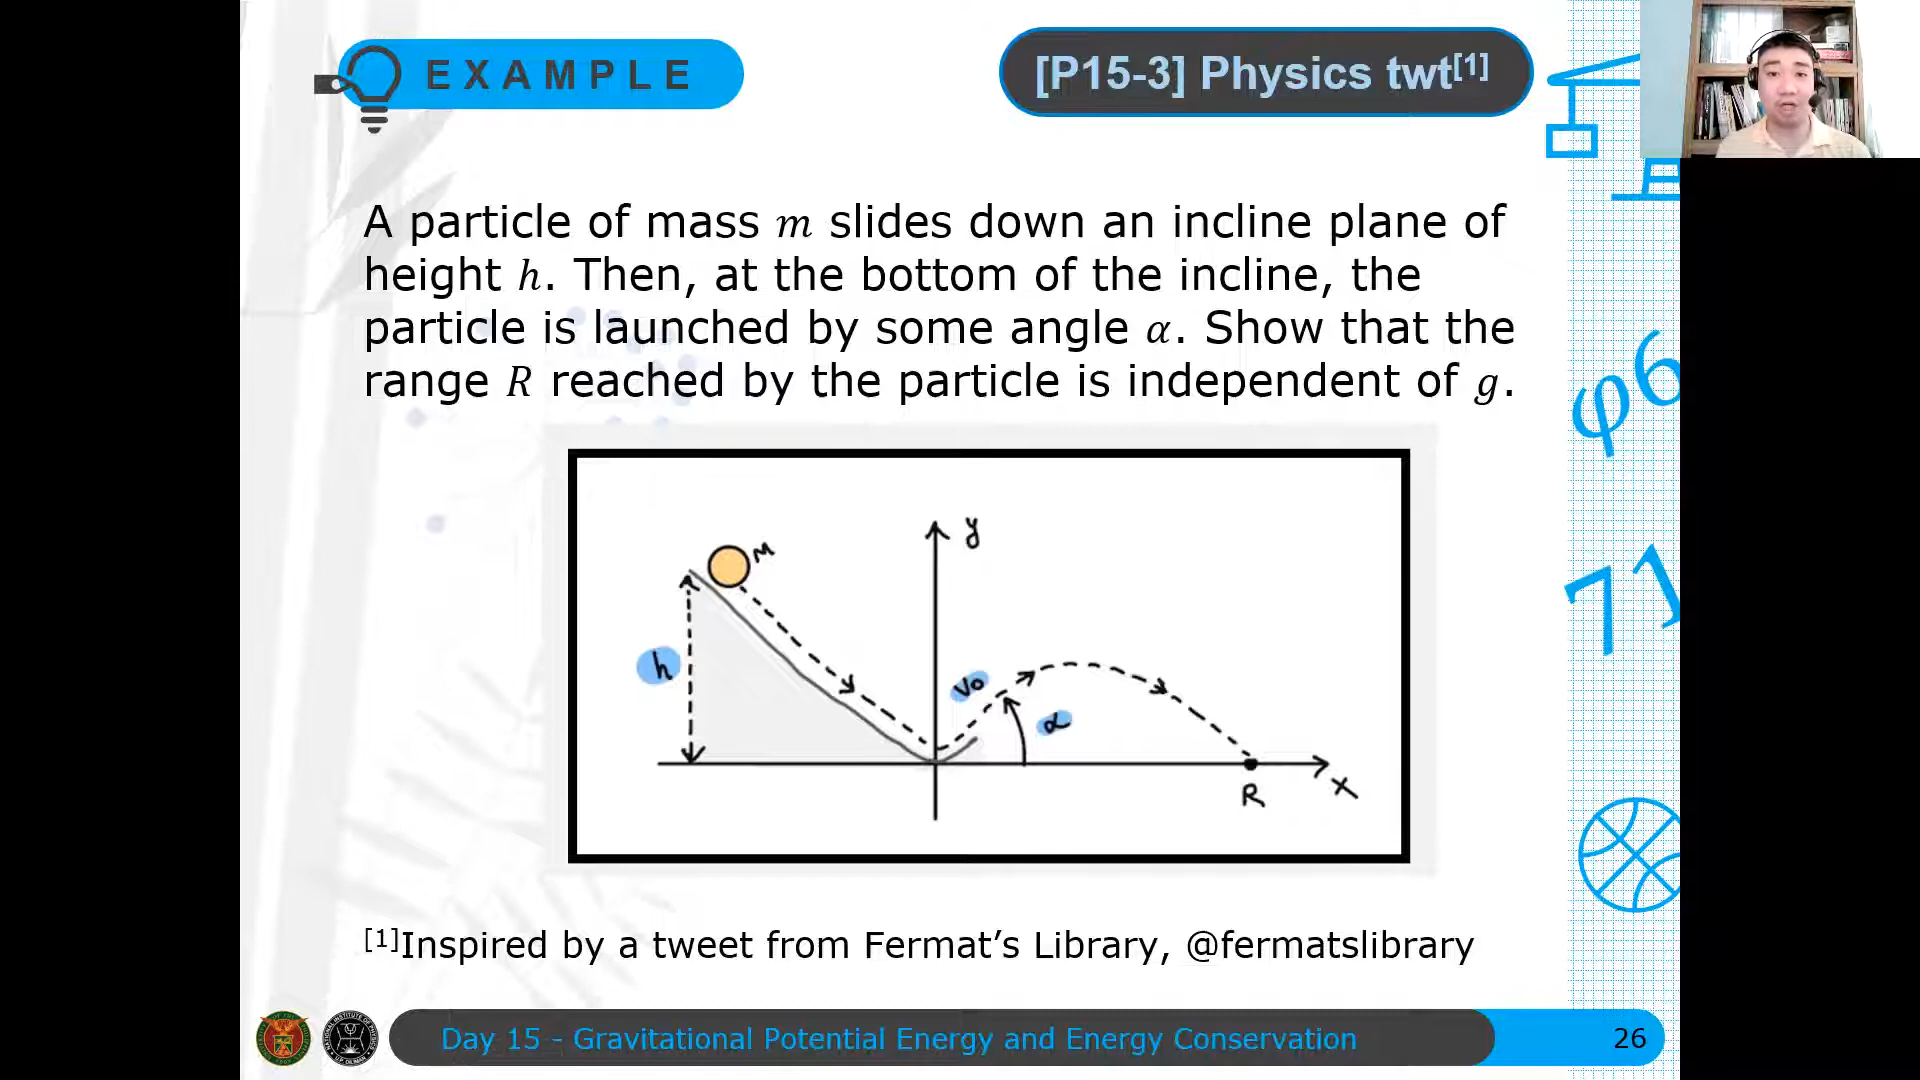 EXAMPLE
[P15-3] Physics twt[1]
A particle of mass m slides down an incline plane of
height h. Then, at the bottom of the incline, the
particle is launched by some angle α. Show that the
range R reached by the particle is independent of g.
y
M
h
v₀
α
R
x
[1]Inspired by a tweet from Fermat’s Library, @fermatslibrary
Day 15 - Gravitational Potential Energy and Energy Conservation
26
φ6
71